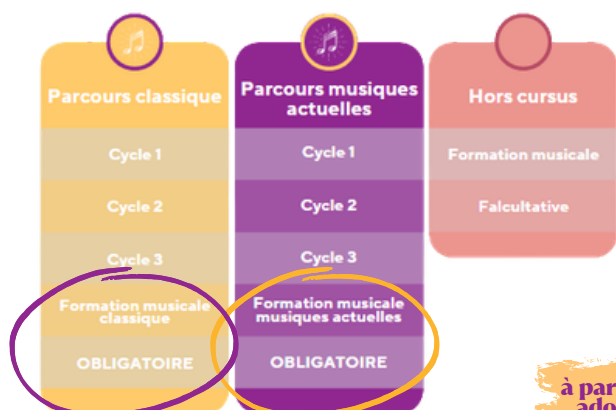 Parcours classique
Cycle 1
Cycle 2
Cycle 3
Formation musicale
classique
OBLIGATOIRE
Parcours musiques
actuelles
Cycle 1
Cycle 2
Cycle 3
Formation musicale
musiques actuelles
OBLIGATOIRE
Hors cursus
Formation musicale
Falcultative
à